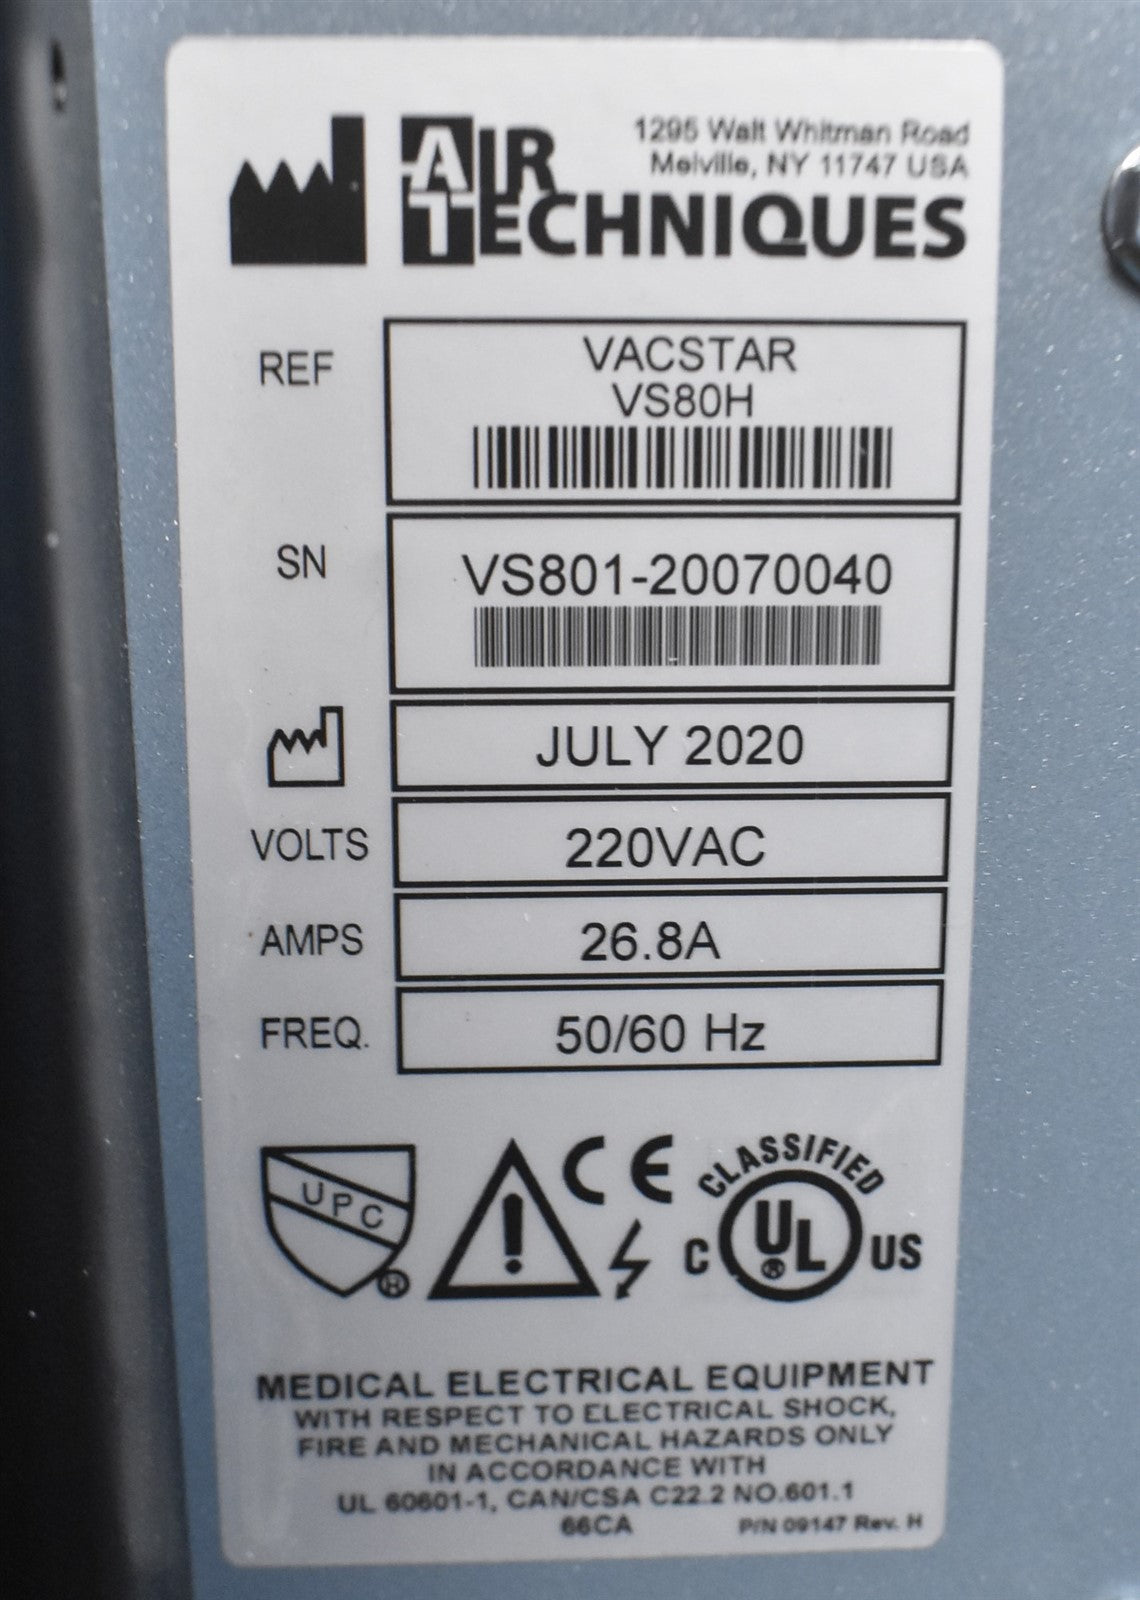 1295 Walt Whitman Road
Melville, NY 11747 USA
AIR
TECHNIQUES
REF
VACSTAR
VS80H
SN
VS801-20070040
JULY 2020
VOLTS
220VAC
AMPS
26.8A
FREQ.
50/60 Hz
UPC
®
CE
CLASSIFIED
C UL® US
MEDICAL ELECTRICAL EQUIPMENT
WITH RESPECT TO ELECTRICAL SHOCK,
FIRE AND MECHANICAL HAZARDS ONLY
IN ACCORDANCE WITH
UL 60601-1, CAN/CSA C22.2 NO.601.1
66CA
P/N 09147 Rev. H